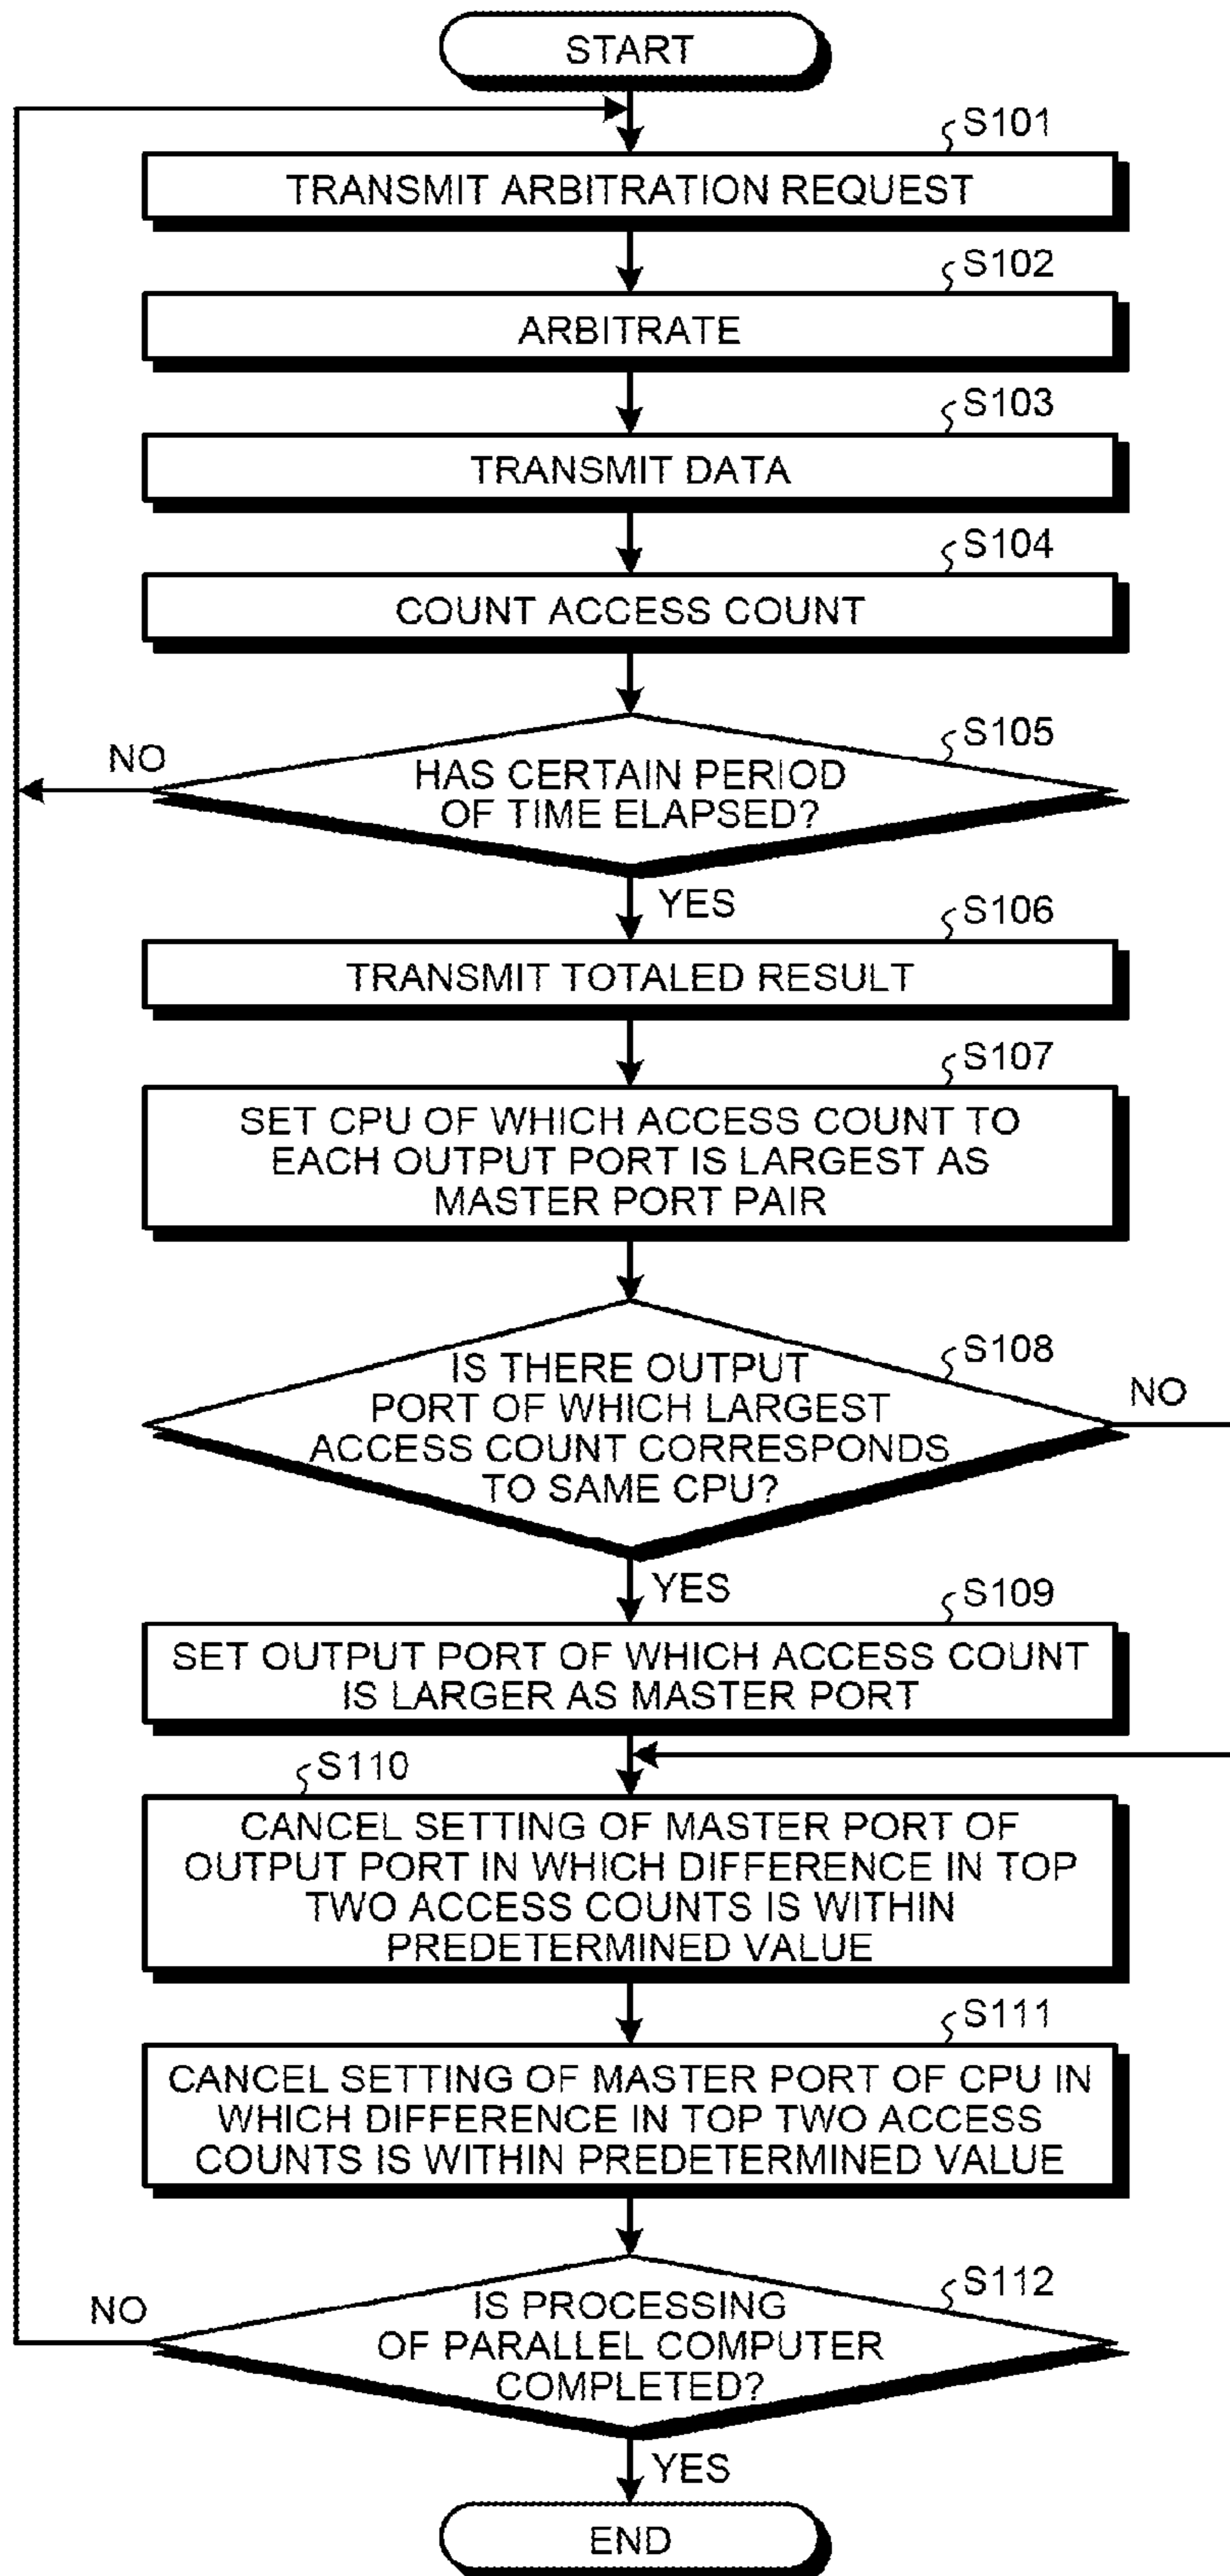 START
S101
TRANSMIT ARBITRATION REQUEST
S102
ARBITRATE
S103
TRANSMIT DATA
S104
COUNT ACCESS COUNT
S105
NO
HAS CERTAIN PERIOD
OF TIME ELAPSED?
YES
S106
TRANSMIT TOTALED RESULT
S107
SET CPU OF WHICH ACCESS COUNT TO
EACH OUTPUT PORT IS LARGEST AS
MASTER PORT PAIR
S108
IS THERE OUTPUT
PORT OF WHICH LARGEST
ACCESS COUNT CORRESPONDS
TO SAME CPU?
NO
YES
S109
SET OUTPUT PORT OF WHICH ACCESS COUNT
IS LARGER AS MASTER PORT
S110
CANCEL SETTING OF MASTER PORT OF
OUTPUT PORT IN WHICH DIFFERENCE IN TOP
TWO ACCESS COUNTS IS WITHIN
PREDETERMINED VALUE
S111
CANCEL SETTING OF MASTER PORT OF CPU IN
WHICH DIFFERENCE IN TOP TWO ACCESS
COUNTS IS WITHIN PREDETERMINED VALUE
S112
NO
IS PROCESSING
OF PARALLEL COMPUTER
COMPLETED?
YES
END